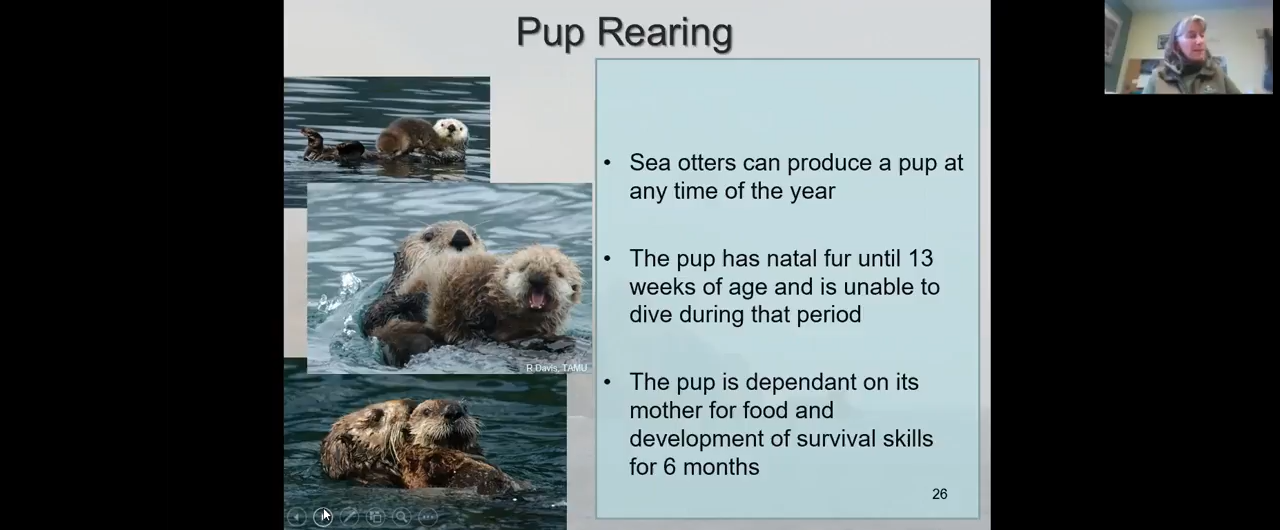 Pup Rearing
• Sea otters can produce a pup at
any time of the year
• The pup has natal fur until 13
weeks of age and is unable to
dive during that period
R Davis, TAMU
• The pup is dependant on its
mother for food and
development of survival skills
for 6 months
26